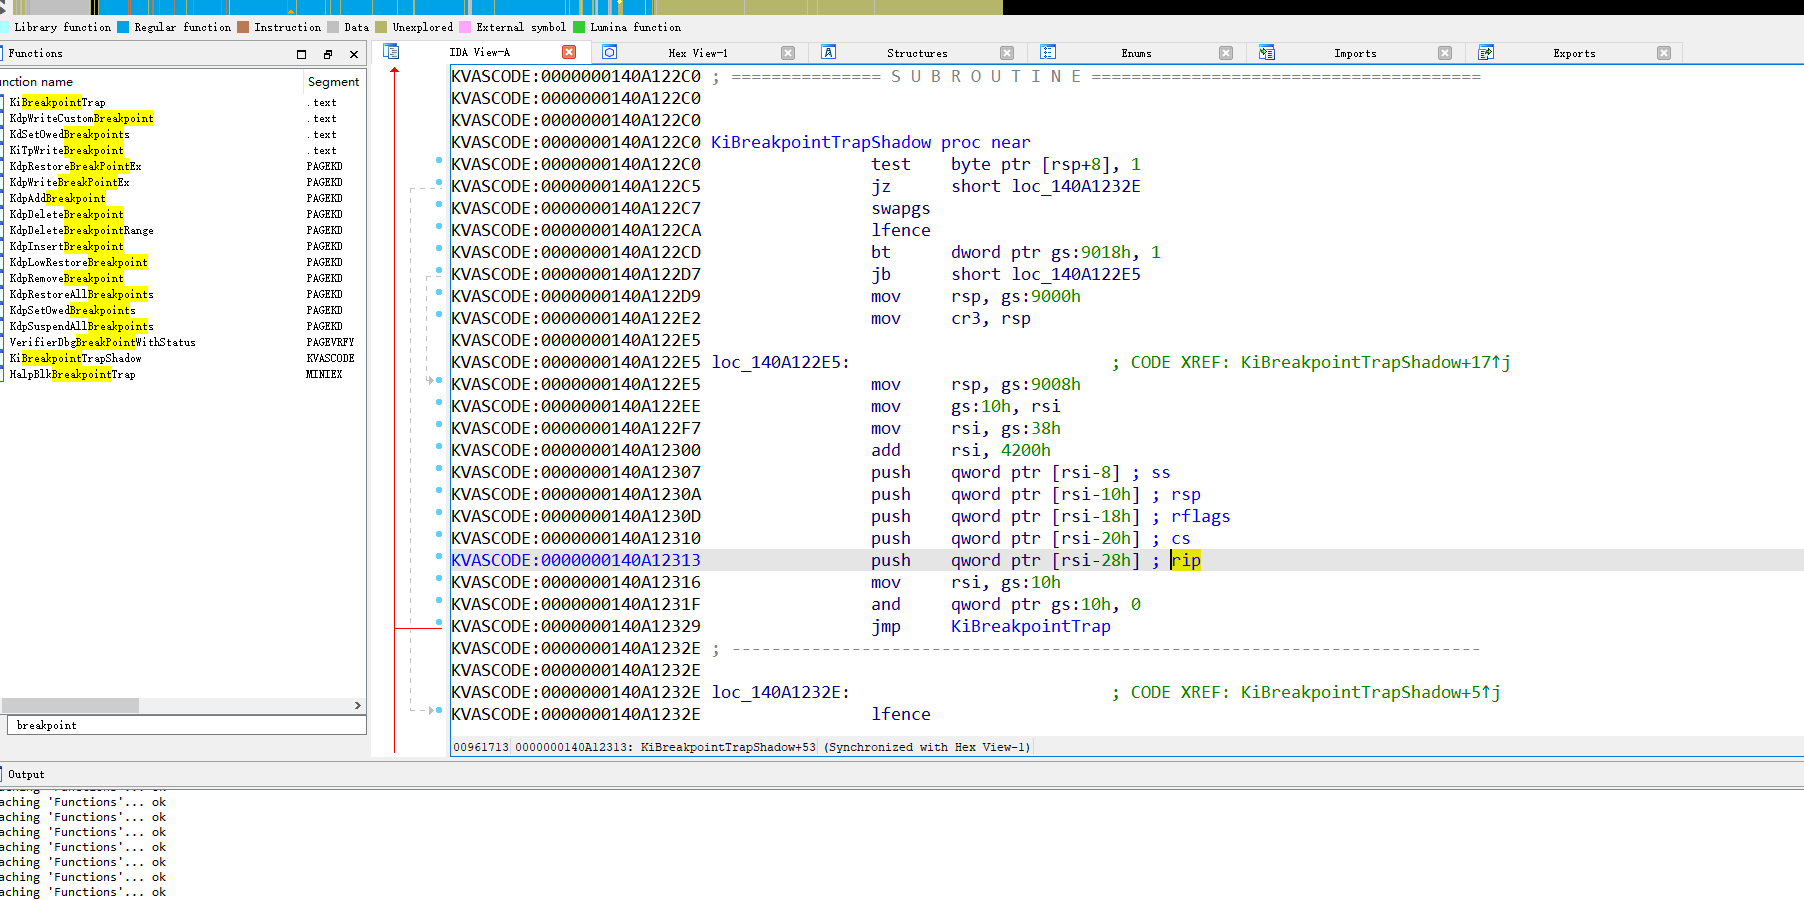 Library function Regular function Instruction Data Unexplored External symbol Lumina function
Functions
IDA View-A Hex View-1 Structures Enums Imports Exports
unction name Segment
KiBreakpointTrap .text
KdpWriteCustomBreakpoint .text
KdSetOwedBreakpoints .text
KiTpWriteBreakpoint .text
KdpRestoreBreakPointEx PAGEKD
KdpWriteBreakPointEx PAGEKD
KdpAddBreakpoint PAGEKD
KdpDeleteBreakpoint PAGEKD
KdpDeleteBreakpointRange PAGEKD
KdpInsertBreakpoint PAGEKD
KdpLowRestoreBreakpoint PAGEKD
KdpRemoveBreakpoint PAGEKD
KdpRestoreAllBreakpoints PAGEKD
KdpSetOwedBreakpoints PAGEKD
KdpSuspendAllBreakpoints PAGEKD
VerifierDbgBreakPointWithStatus PAGEVRFY
KiBreakpointTrapShadow KVASCODE
HalpBlkBreakpointTrap MINIEX
breakpoint
KVASCODE:0000000140A122C0 ; =============== S U B R O U T I N E =======================================
KVASCODE:0000000140A122C0
KVASCODE:0000000140A122C0
KVASCODE:0000000140A122C0 KiBreakpointTrapShadow proc near
KVASCODE:0000000140A122C0 test byte ptr [rsp+8], 1
KVASCODE:0000000140A122C5 jz short loc_140A1232E
KVASCODE:0000000140A122C7 swapgs
KVASCODE:0000000140A122CA lfence
KVASCODE:0000000140A122CD bt dword ptr gs:9018h, 1
KVASCODE:0000000140A122D7 jb short loc_140A122E5
KVASCODE:0000000140A122D9 mov rsp, gs:9000h
KVASCODE:0000000140A122E2 mov cr3, rsp
KVASCODE:0000000140A122E5
KVASCODE:0000000140A122E5 loc_140A122E5: ; CODE XREF: KiBreakpointTrapShadow+17↑j
KVASCODE:0000000140A122E5 mov rsp, gs:9008h
KVASCODE:0000000140A122EE mov gs:10h, rsi
KVASCODE:0000000140A122F7 mov rsi, gs:38h
KVASCODE:0000000140A12300 add rsi, 4200h
KVASCODE:0000000140A12307 push qword ptr [rsi-8] ; ss
KVASCODE:0000000140A1230A push qword ptr [rsi-10h] ; rsp
KVASCODE:0000000140A1230D push qword ptr [rsi-18h] ; rflags
KVASCODE:0000000140A12310 push qword ptr [rsi-20h] ; cs
KVASCODE:0000000140A12313 push qword ptr [rsi-28h] ; rip
KVASCODE:0000000140A12316 mov rsi, gs:10h
KVASCODE:0000000140A1231F and qword ptr gs:10h, 0
KVASCODE:0000000140A12329 jmp KiBreakpointTrap
KVASCODE:0000000140A1232E ; ---------------------------------------------------------------------------
KVASCODE:0000000140A1232E
KVASCODE:0000000140A1232E loc_140A1232E: ; CODE XREF: KiBreakpointTrapShadow+5↑j
KVASCODE:0000000140A1232E lfence
00961713 0000000140A12313: KiBreakpointTrapShadow+53 (Synchronized with Hex View-1)
Output
aching 'Functions'... ok
aching 'Functions'... ok
aching 'Functions'... ok
aching 'Functions'... ok
aching 'Functions'... ok
aching 'Functions'... ok
aching 'Functions'... ok
aching 'Functions'... ok